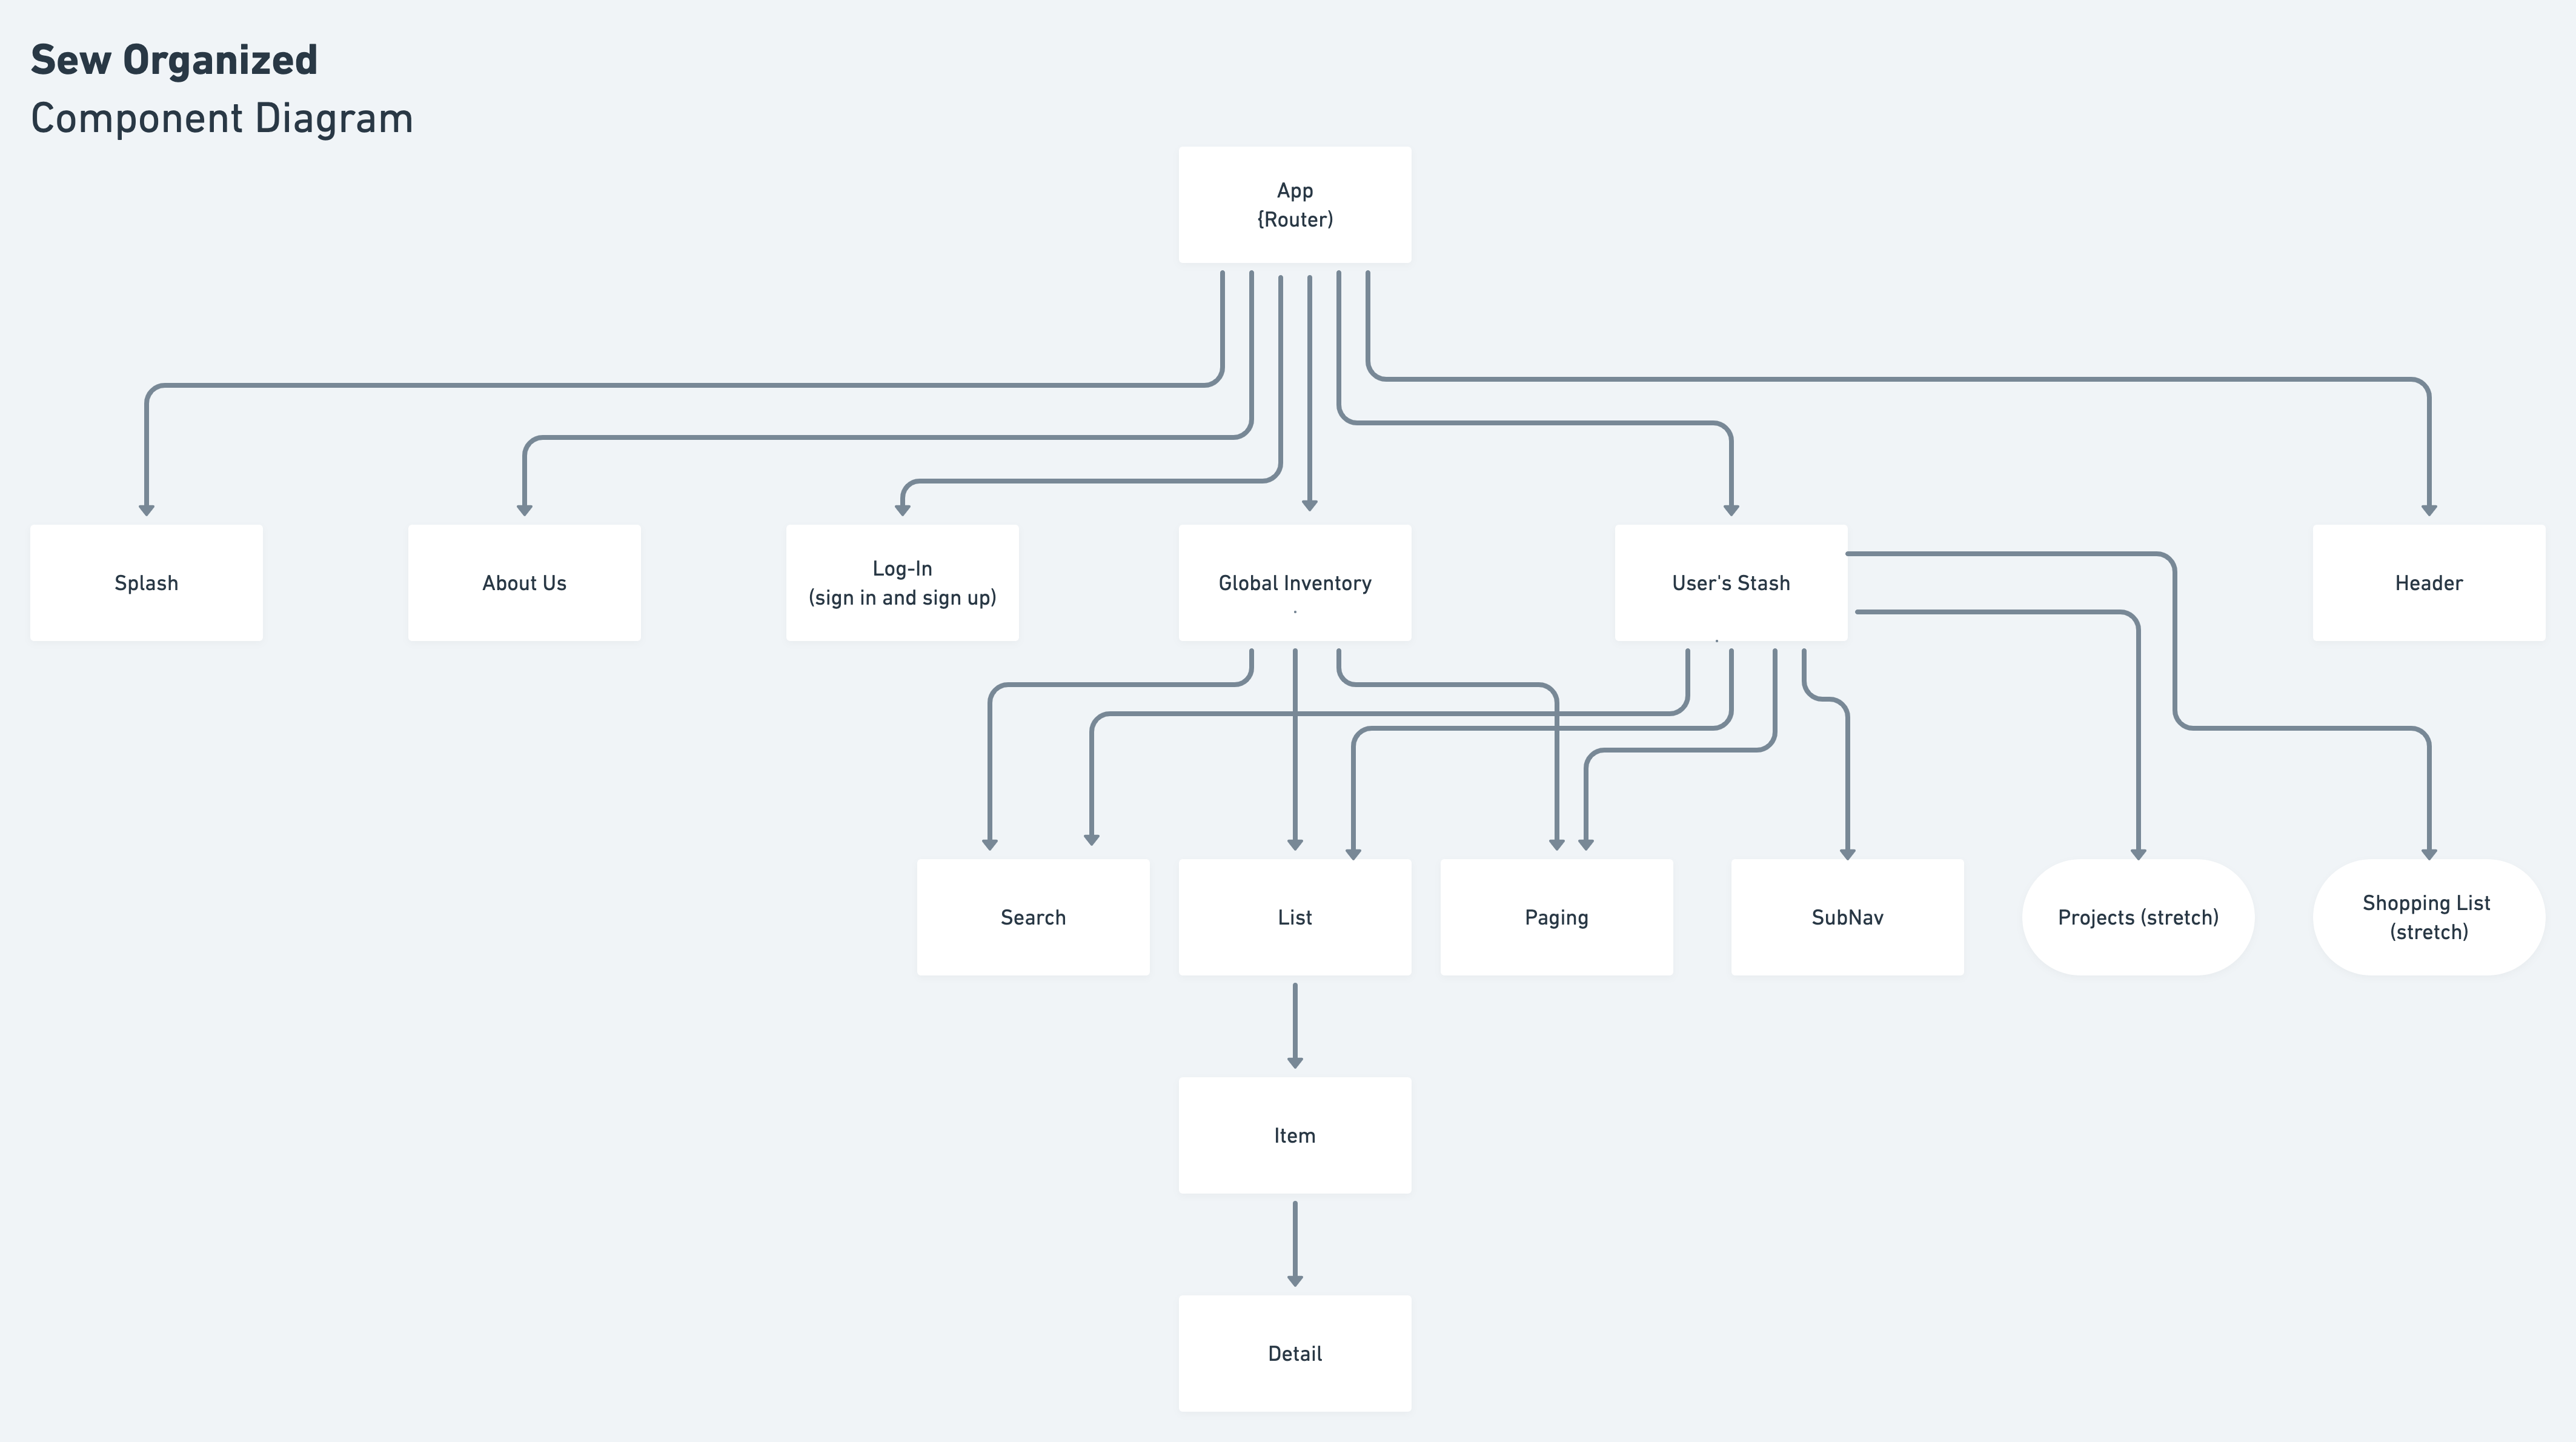 Sew Organized
Component Diagram
App
{Router)
Splash
About Us
Log-In
(sign in and sign up)
Global Inventory
.
User's Stash
.
Header
Search
List
Paging
SubNav
Projects (stretch)
Shopping List
(stretch)
Item
Detail